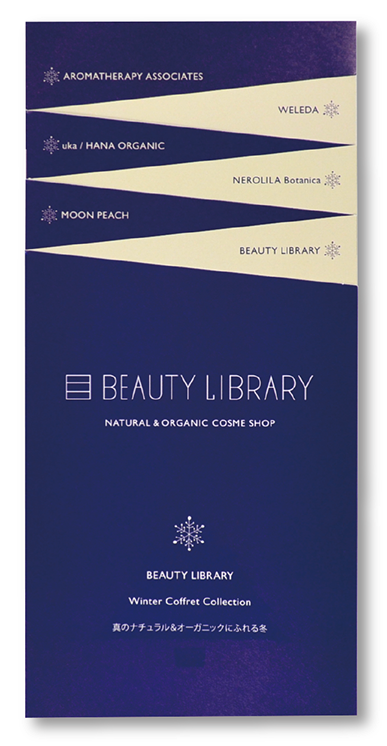 AROMATHERAPY ASSOCIATES
WELEDA
uka / HANA ORGANIC
NEROLILA Botanica
MOON PEACH
BEAUTY LIBRARY
BEAUTY LIBRARY
NATURAL & ORGANIC COSME SHOP
BEAUTY LIBRARY
Winter Coffret Collection
真のナチュラル&オーガニックにふれる冬